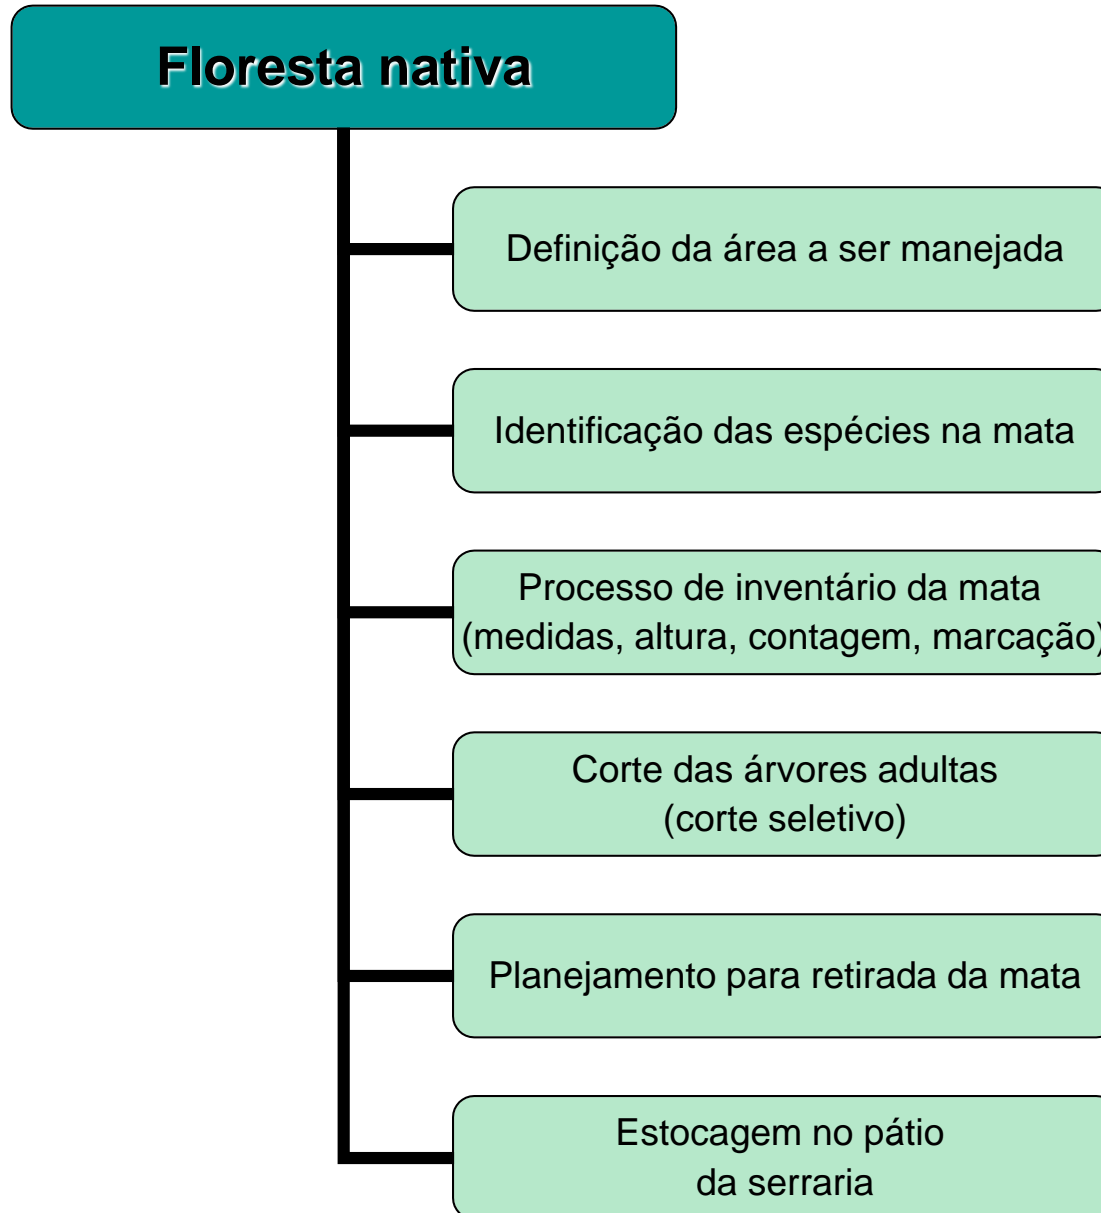 Floresta nativa
Definição da área a ser manejada
Identificação das espécies na mata
Processo de inventário da mata
(medidas, altura, contagem, marcação)
Corte das árvores adultas
(corte seletivo)
Planejamento para retirada da mata
Estocagem no pátio
da serraria